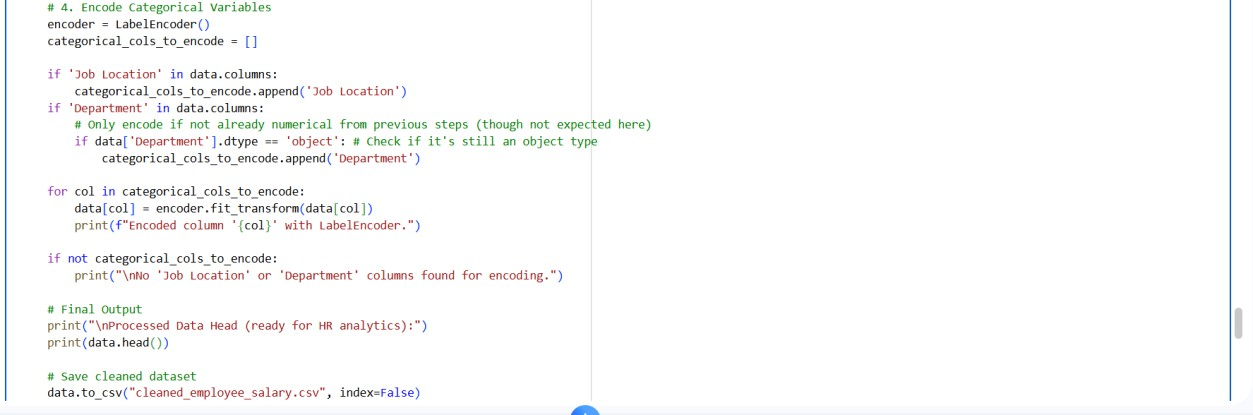 # 4. Encode Categorical Variables
encoder = LabelEncoder()
categorical_cols_to_encode = []
if 'Job Location' in data.columns:
categorical_cols_to_encode.append('Job Location')
if 'Department' in data.columns:
# Only encode if not already numerical from previous steps (though not expected here)
if data['Department'].dtype == 'object': # Check if it's still an object type
categorical_cols_to_encode.append('Department')
for col in categorical_cols_to_encode:
data[col] = encoder.fit_transform(data[col])
print(f"Encoded column '{col}' with LabelEncoder.")
if not categorical_cols_to_encode:
print("\nNo 'Job Location' or 'Department' columns found for encoding.")
# Final Output
print("\nProcessed Data Head (ready for HR analytics):")
print(data.head())
# Save cleaned dataset
data.to_csv("cleaned_employee_salary.csv", index=False)